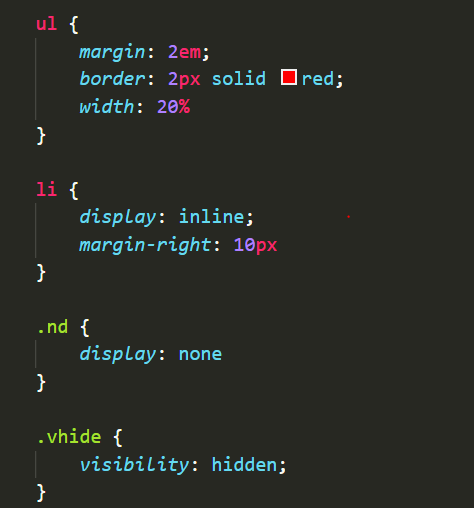 ul {
margin: 2em;
border: 2px solid red;
width: 20%
}
li {
display: inline;
margin-right: 10px
}
.nd {
display: none
}
.vhide {
visibility: hidden;
}